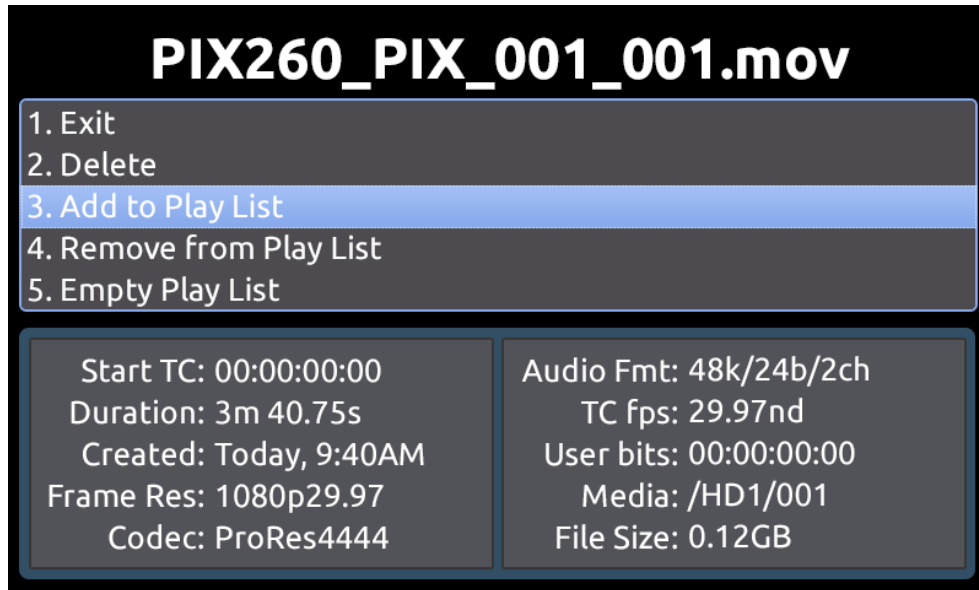 PIX260_PIX_001_001.mov
1. Exit
2. Delete
3. Add to Play List
4. Remove from Play List
5. Empty Play List
Start TC: 00:00:00:00
Duration: 3m 40.75s
Created: Today, 9:40AM
Frame Res: 1080p29.97
Codec: ProRes4444
Audio Fmt: 48k/24b/2ch
TC fps: 29.97nd
User bits: 00:00:00:00
Media: /HD1/001
File Size: 0.12GB